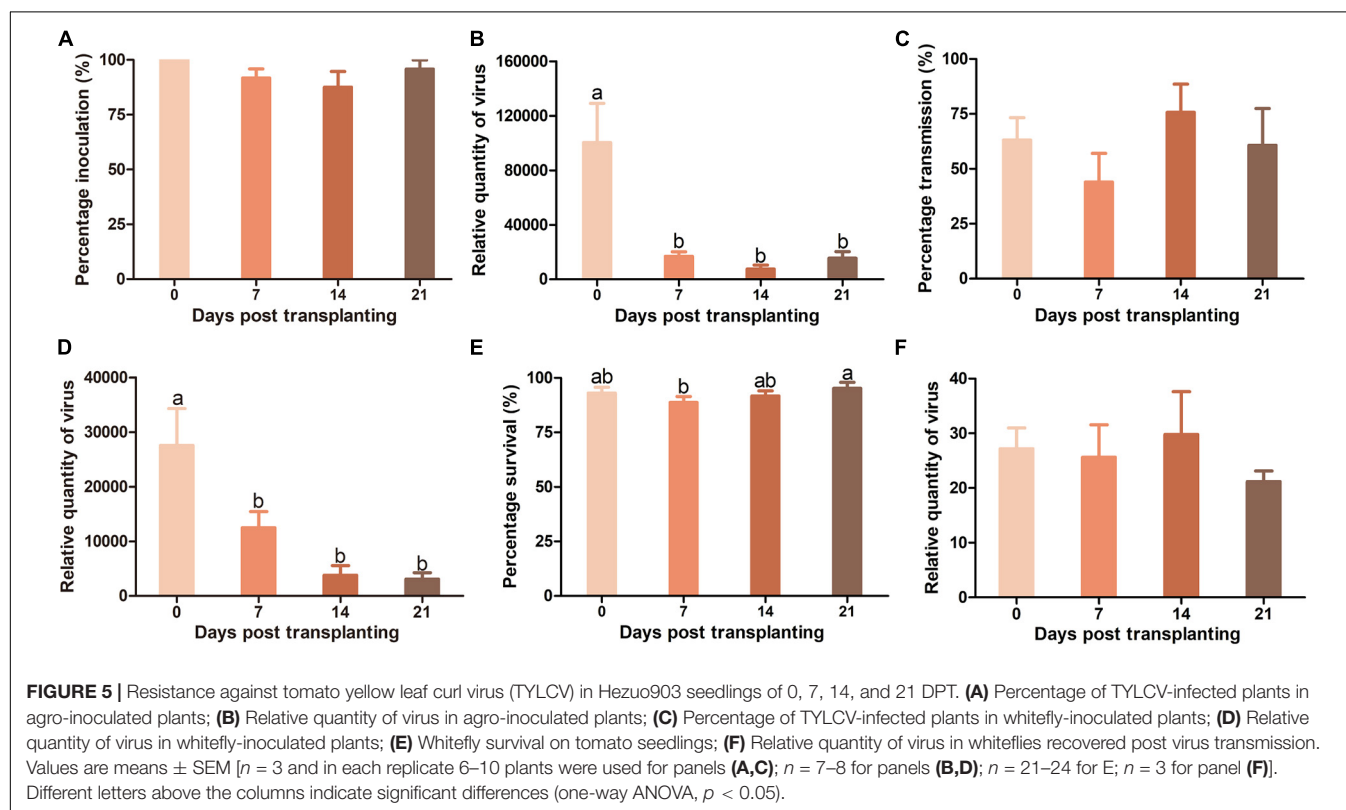 A
Percentage inoculation (%)
100
75
50
25
0
0 7 14 21
Days post transplanting
B
Relative quantity of virus
160000
120000
80000
40000
0
a b b b
0 7 14 21
Days post transplanting
C
Percentage transmission (%)
100
75
50
25
0
0 7 14 21
Days post transplanting
D
Relative quantity of virus
40000
30000
20000
10000
0
a b b b
0 7 14 21
Days post transplanting
E
Percentage survival (%)
100
75
50
25
0
ab b ab a
0 7 14 21
Days post transplanting
F
Relative quantity of virus
40
30
20
10
0
0 7 14 21
Days post transplanting
FIGURE 5 | Resistance against tomato yellow leaf curl virus (TYLCV) in Hezuo903 seedlings of 0, 7, 14, and 21 DPT. (A) Percentage of TYLCV-infected plants in
agro-inoculated plants; (B) Relative quantity of virus in agro-inoculated plants; (C) Percentage of TYLCV-infected plants in whitefly-inoculated plants; (D) Relative
quantity of virus in whitefly-inoculated plants; (E) Whitefly survival on tomato seedlings; (F) Relative quantity of virus in whiteflies recovered post virus transmission.
Values are means ± SEM [n = 3 and in each replicate 6–10 plants were used for panels (A,C); n = 7–8 for panels (B,D); n = 21–24 for E; n = 3 for panel (F)].
Different letters above the columns indicate significant differences (one-way ANOVA, p < 0.05).